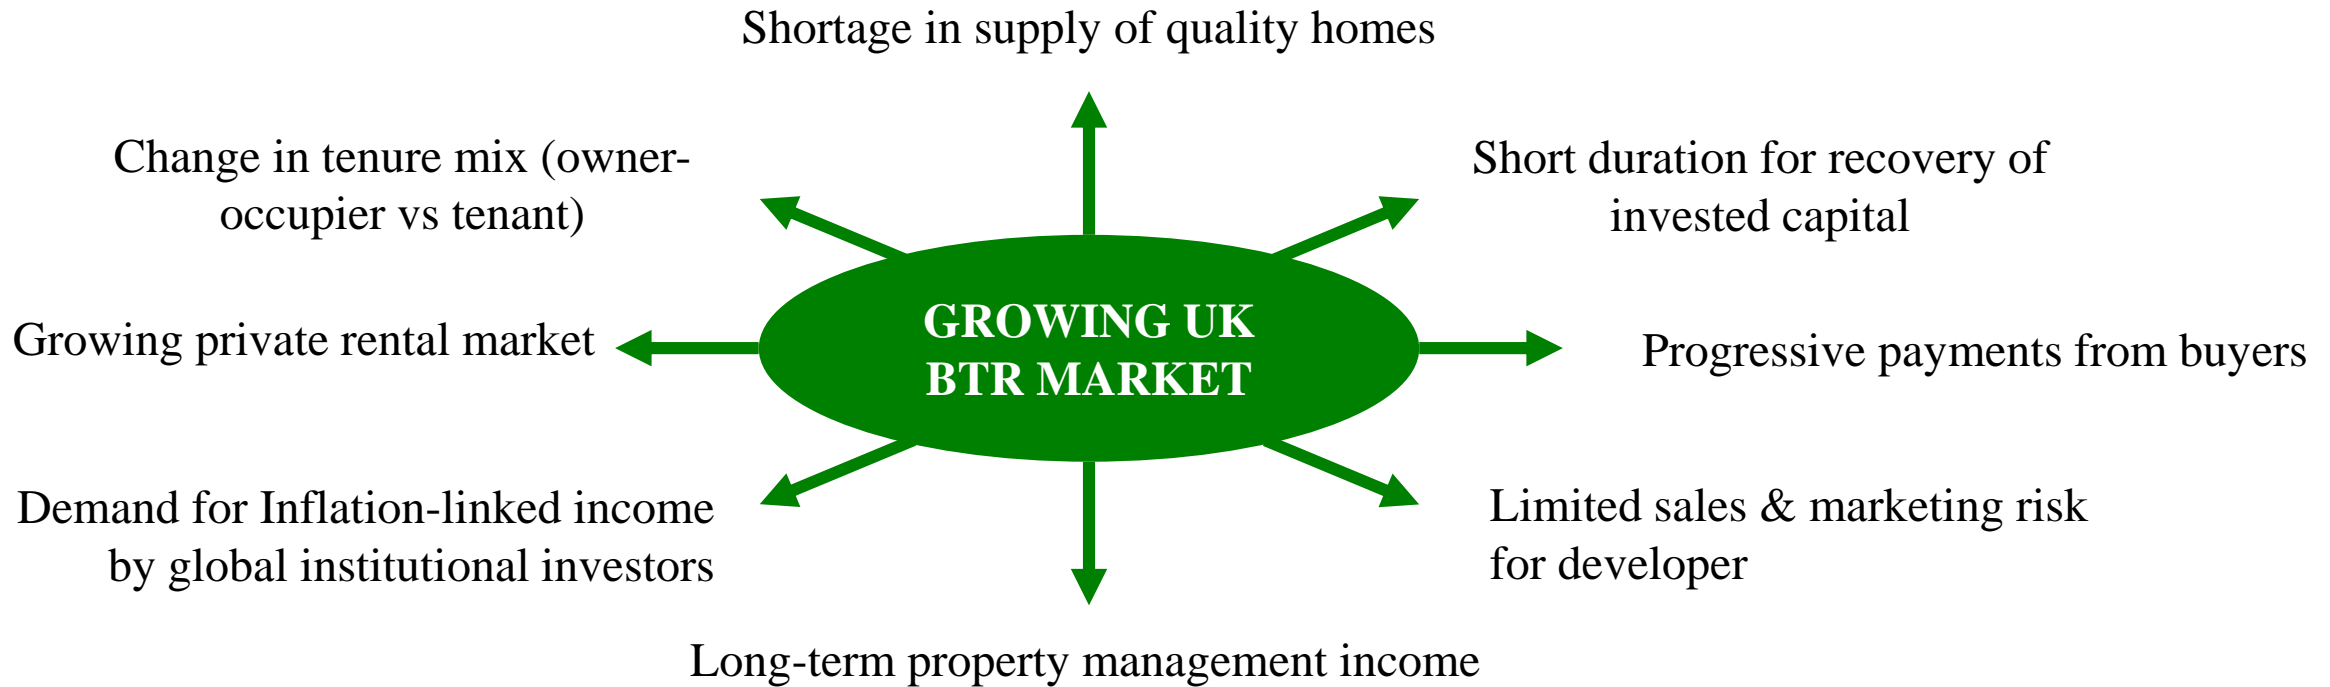 Shortage in supply of quality homes
Change in tenure mix (owner-
occupier vs tenant)
Short duration for recovery of
invested capital
Growing private rental market
GROWING UK
BTR MARKET
Progressive payments from buyers
Demand for Inflation-linked income
by global institutional investors
Limited sales & marketing risk
for developer
Long-term property management income